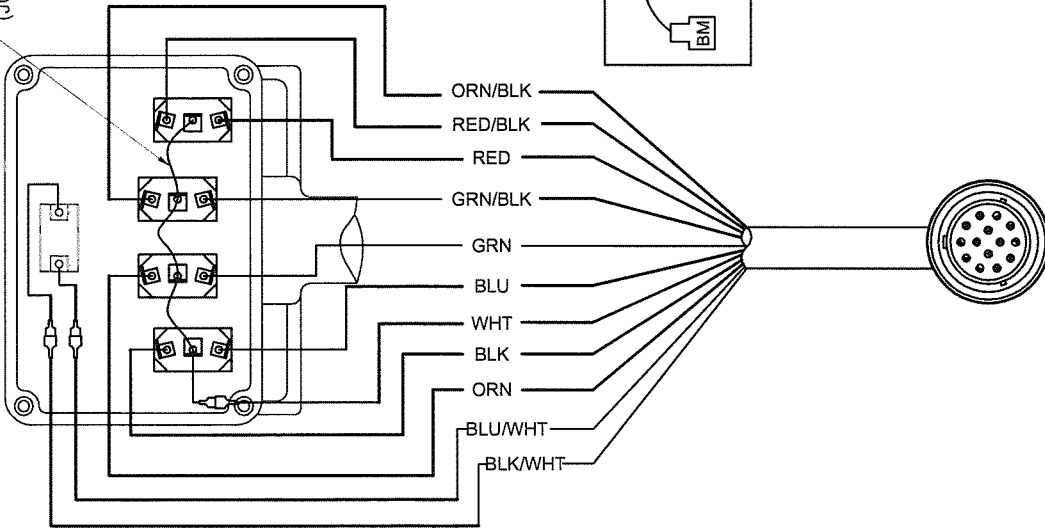 BM
ORN/BLK
RED/BLK
RED
GRN/BLK
GRN
BLU
WHT
BLK
ORN
BLU/WHT
BLK/WHT